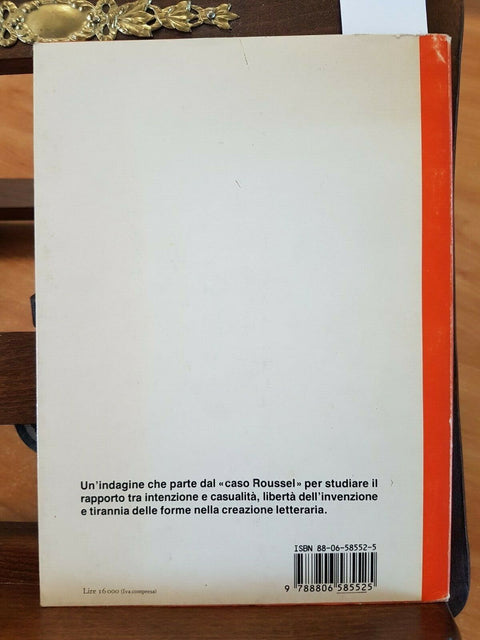 Un'indagine che parte dal «caso Roussel» per studiare il
rapporto tra intenzione e casualità, libertà dell'invenzione
e tirannia delle forme nella creazione letteraria.
ISBN 88-06-58552-5
9 788806 585525
Lire 16 000 (Iva compresa)